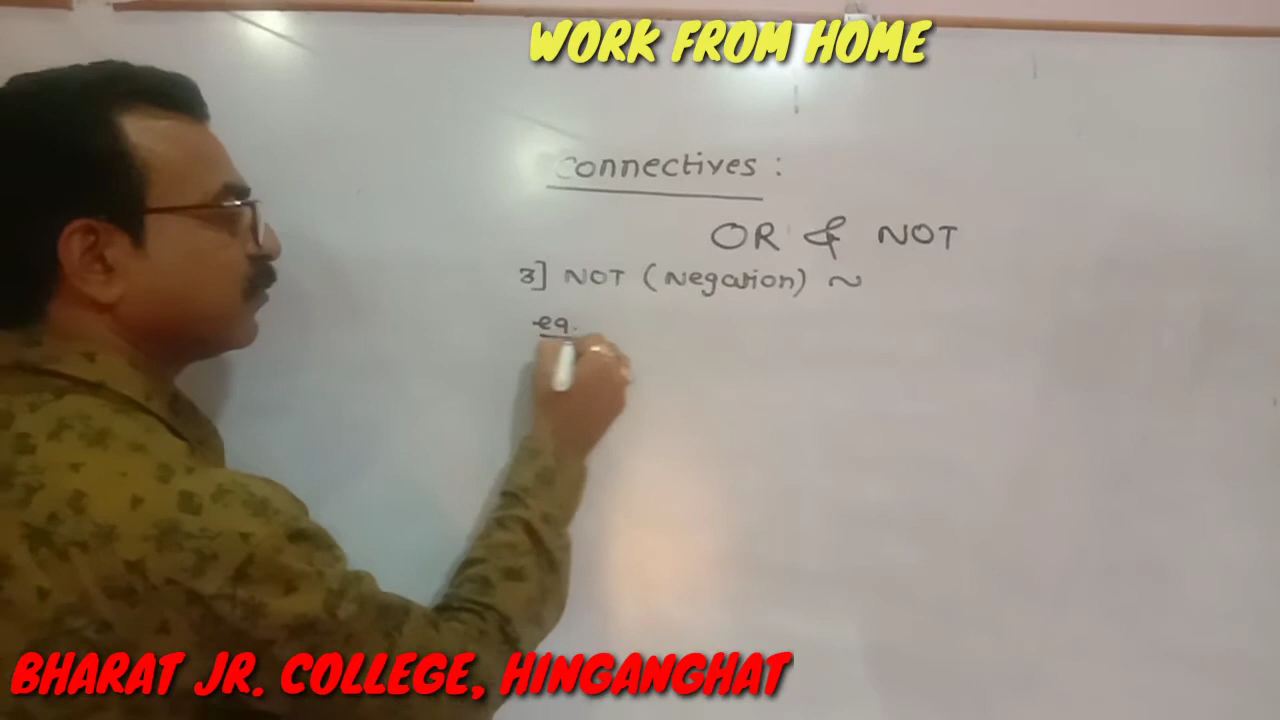 WORK FROM HOME
Connectives :
OR & NOT
3] NOT (Negation) ~
eg.
BHARAT JR. COLLEGE, HINGANGHAT